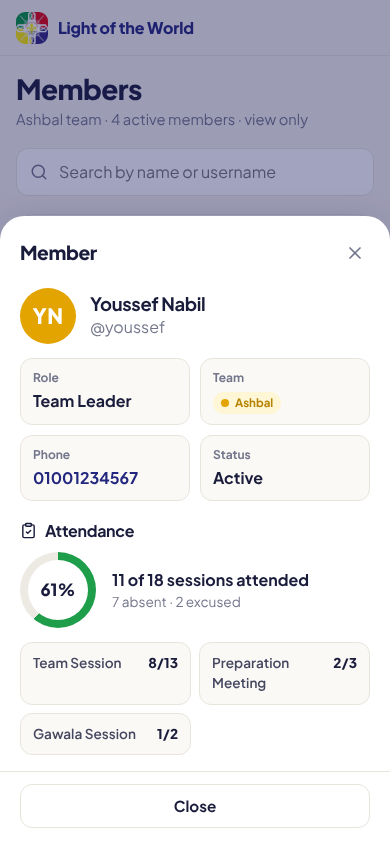 Light of the World
Members
Ashbal team · 4 active members · view only
Search by name or username
Member
YN
Youssef Nabil
@youssef
Role
Team Leader
Team
Ashbal
Phone
01001234567
Status
Active
Attendance
61%
11 of 18 sessions attended
7 absent · 2 excused
Team Session 8/13
Preparation 2/3
Meeting
Gawala Session 1/2
Close